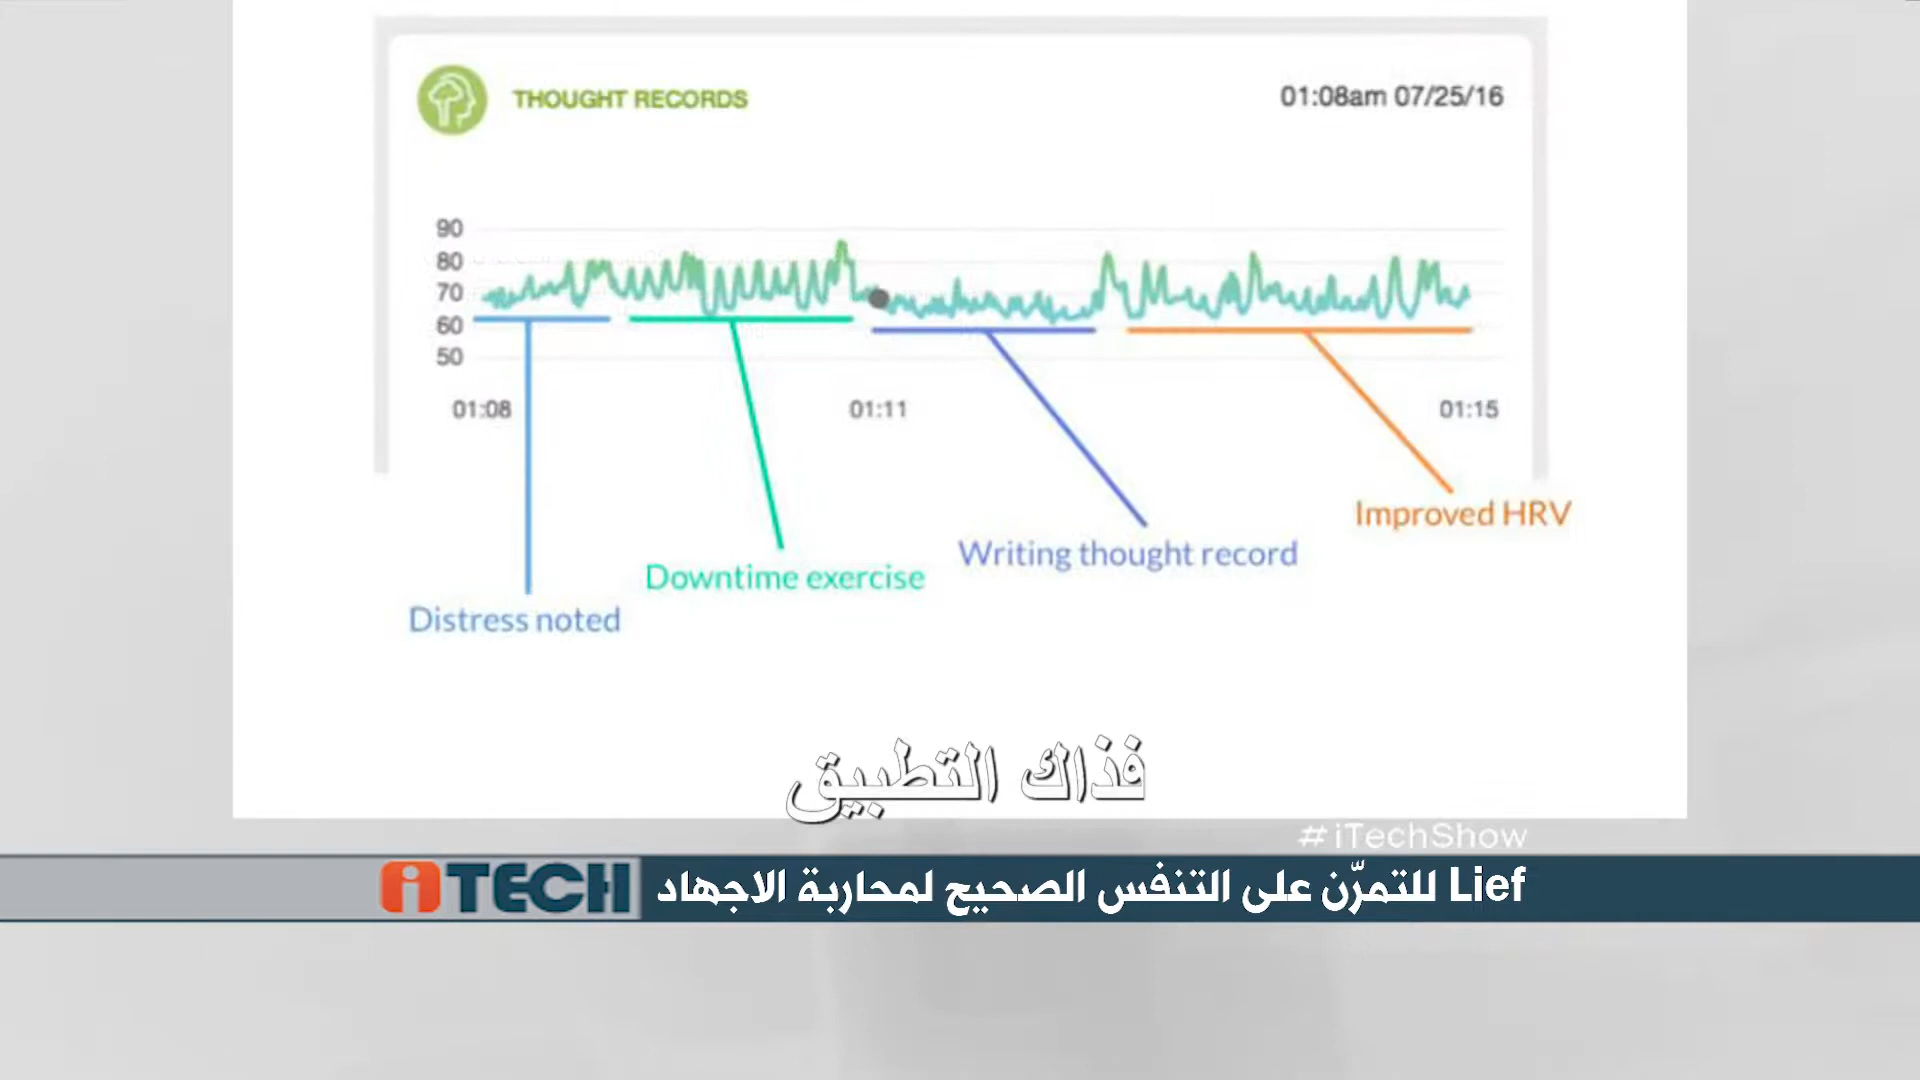 THOUGHT RECORDS
01:08am 07/25/16
90
80
70
60
50
01:08
01:11
01:15
Improved HRV
Writing thought record
Downtime exercise
Distress noted
فذاك التطبيق
#iTechShow
iTECH
Lief للتمرّن على التنفس الصحيح لمحاربة الاجهاد